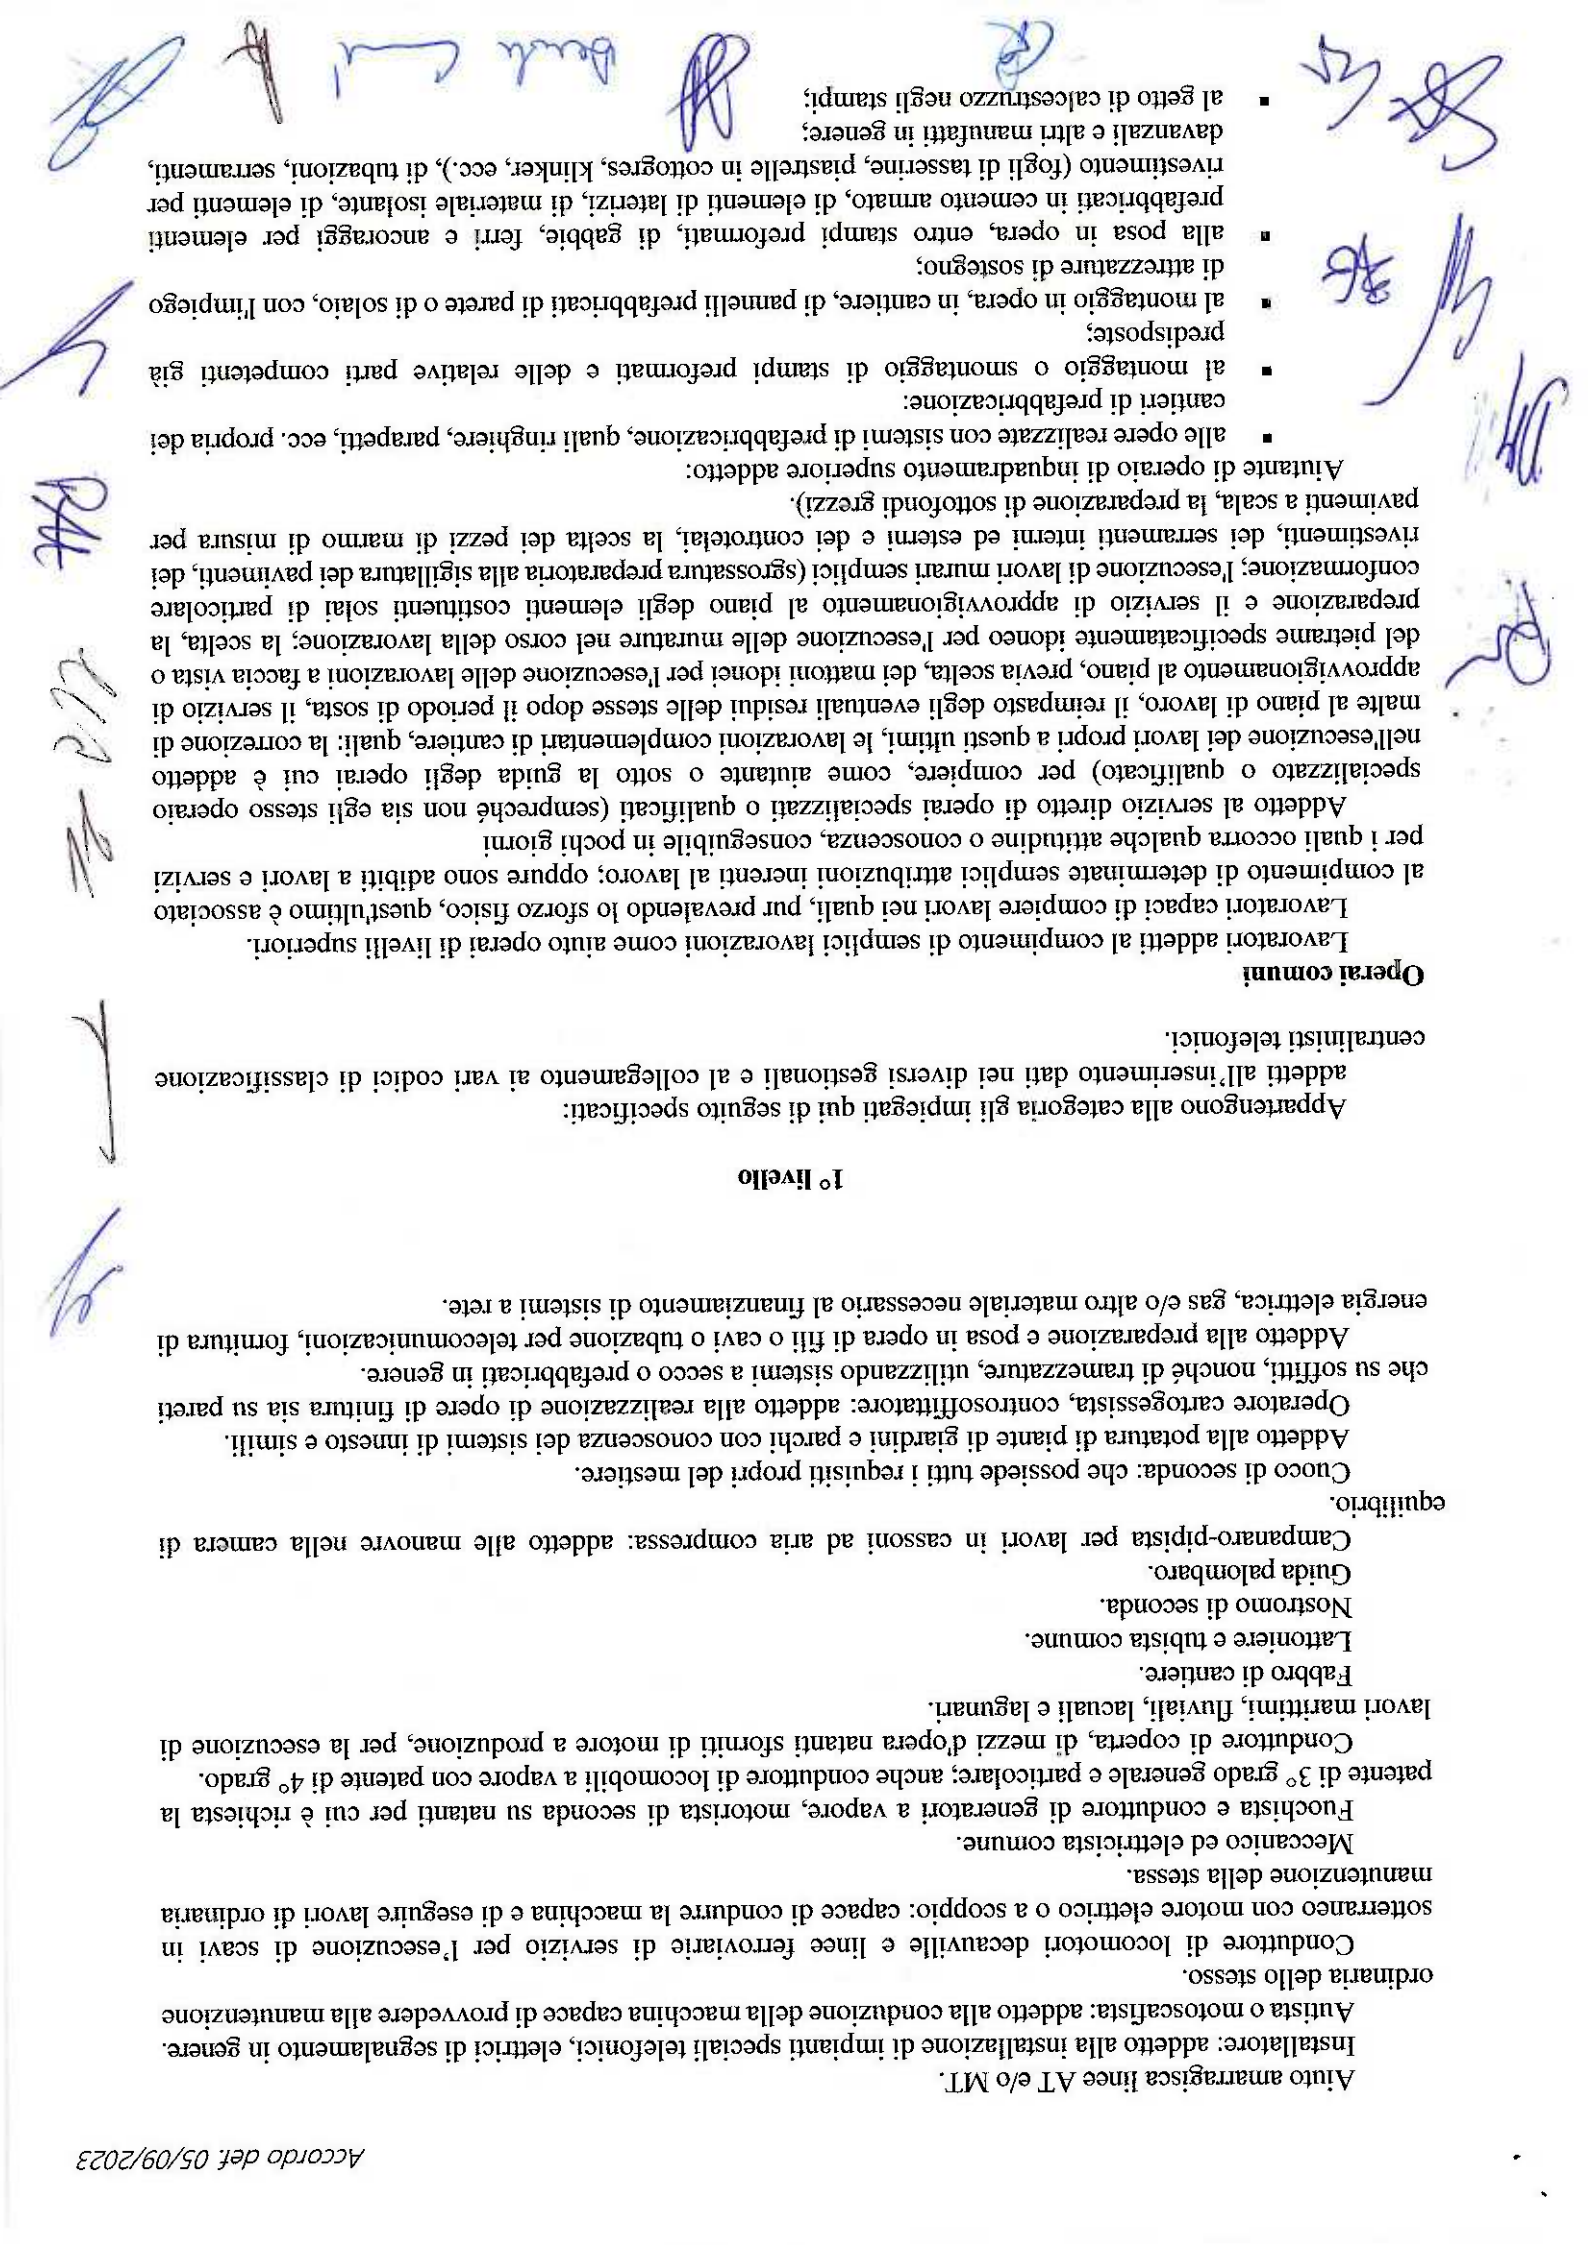 Accordo def. 05/09/2023
Aiuto amarragisca linee AT e/o MT.
Installatore: addetto alla installazione di impianti speciali telefonici, elettrici di segnalamento in genere.
Autista o motoscafista: addetto alla conduzione della macchina capace di provvedere alla manutenzione
ordinaria dello stesso.
Conduttore di locomotori decauville e linee ferroviarie di servizio per l'esecuzione di scavi in
sotterraneo con motore elettrico o a scoppio: capace di condurre la macchina e di eseguire lavori di ordinaria
manutenzione della stessa.
Meccanico ed elettricista comune.
Fuochista e conduttore di generatori a vapore, motorista di seconda su natanti per cui è richiesta la
patente di 3° grado generale e particolare; anche conduttore di locomobili a vapore con patente di 4° grado.
Conduttore di coperta, di mezzi d'opera natanti sforniti di motore a produzione, per la esecuzione di
lavori marittimi, fluviali, lacuali e lagunari.
Fabbro di cantiere.
Lattoniere e tubista comune.
Nostromo di seconda.
Guida palombaro.
Campanaro-pipista per lavori in cassoni ad aria compressa: addetto alle manovre nella camera di
equilibrio.
Cuoco di seconda: che possiede tutti i requisiti propri del mestiere.
Addetto alla potatura di piante di giardini e parchi con conoscenza dei sistemi di innesto e simili.
Operatore cartogessista, controsoffittatore: addetto alla realizzazione di opere di finitura sia su pareti
che su soffitti, nonché di tramezzature, utilizzando sistemi a secco o prefabbricati in genere.
Addetto alla preparazione e posa in opera di fili o cavi o tubazione per telecomunicazioni, fornitura di
energia elettrica, gas e/o altro materiale necessario al finanziamento di sistemi a rete.
1° livello
Appartengono alla categoria gli impiegati qui di seguito specificati:
addetti all'inserimento dati nei diversi gestionali e al collegamento ai vari codici di classificazione
centralinisti telefonici.
Operai comuni
Lavoratori addetti al compimento di semplici lavorazioni come aiuto operai di livelli superiori.
Lavoratori capaci di compiere lavori nei quali, pur prevalendo lo sforzo fisico, quest'ultimo è associato
al compimento di determinate semplici attribuzioni inerenti al lavoro; oppure sono adibiti a lavori e servizi
per i quali occorra qualche attitudine o conoscenza, conseguibile in pochi giorni
Addetto al servizio diretto di operai specializzati o qualificati (sempreché non sia egli stesso operaio
specializzato o qualificato) per compiere, come aiutante o sotto la guida degli operai cui è addetto
nell'esecuzione dei lavori propri a questi ultimi, le lavorazioni complementari di cantiere, quali: la correzione di
malte al piano di lavoro, il reimpasto degli eventuali residui delle stesse dopo il periodo di sosta, il servizio di
approvvigionamento al piano, previa scelta, dei mattoni idonei per l'esecuzione delle lavorazioni a faccia vista o
del pietrame specificatamente idoneo per l'esecuzione delle murature nel corso della lavorazione; la scelta, la
preparazione e il servizio di approvvigionamento al piano degli elementi costituenti solai di particolare
conformazione; l'esecuzione di lavori murari semplici (sgrossatura preparatoria alla sigillatura dei pavimenti, dei
rivestimenti, dei serramenti interni ed esterni e dei controtelai, la scelta dei pezzi di marmo di misura per
pavimenti a scala, la preparazione di sottofondi grezzi).
Aiutante di operaio di inquadramento superiore addetto:
▪ alle opere realizzate con sistemi di prefabbricazione, quali ringhiere, parapetti, ecc. propria dei
cantieri di prefabbricazione:
▪ al montaggio o smontaggio di stampi preformati e delle relative parti competenti già
predisposte;
▪ al montaggio in opera, in cantiere, di pannelli prefabbricati di parete o di solaio, con l'impiego
di attrezzature di sostegno;
▪ alla posa in opera, entro stampi preformati, di gabbie, ferri e ancoraggi per elementi
prefabbricati in cemento armato, di elementi di laterizi, di materiale isolante, di elementi per
rivestimento (fogli di tasserine, piastrelle in cottogres, klinker, ecc.), di tubazioni, serramenti,
davanzali e altri manufatti in genere;
▪ al getto di calcestruzzo negli stampi;